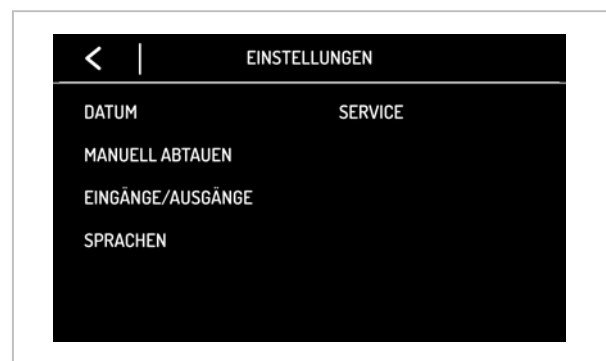 EINSTELLUNGEN
DATUM
SERVICE
MANUELL ABTAUEN
EINGÄNGE/AUSGÄNGE
SPRACHEN